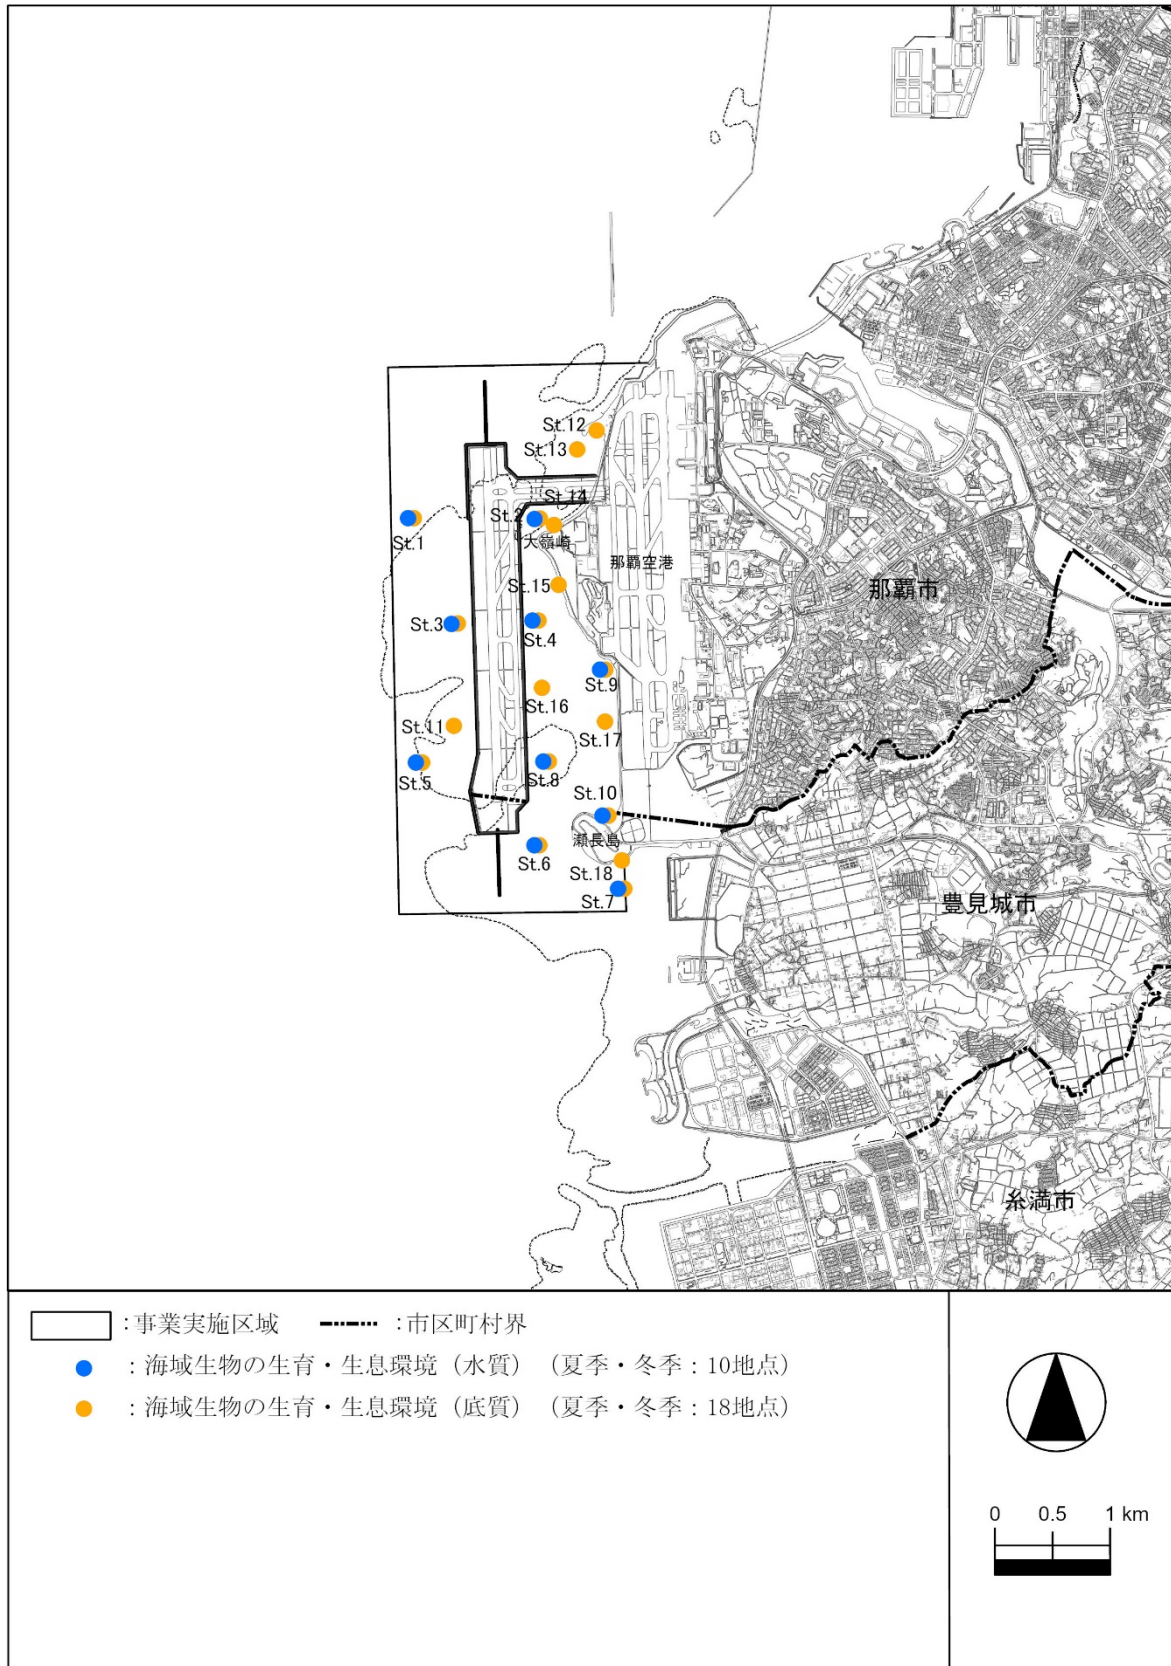 St.12
St.13
St.14
St.2
St.1
大嶺崎
那覇空港
St.15
那覇市
St.3
St.4
St.9
St.16
St.11
St.17
St.5
St.8
St.10
瀬長島
St.6
St.18
St.7
豊見城市
糸満市
:事業実施区域 :市区町村界
:海域生物の生育・生息環境（水質）（夏季・冬季：10地点）
:海域生物の生育・生息環境（底質）（夏季・冬季：18地点）
0 0.5 1 km